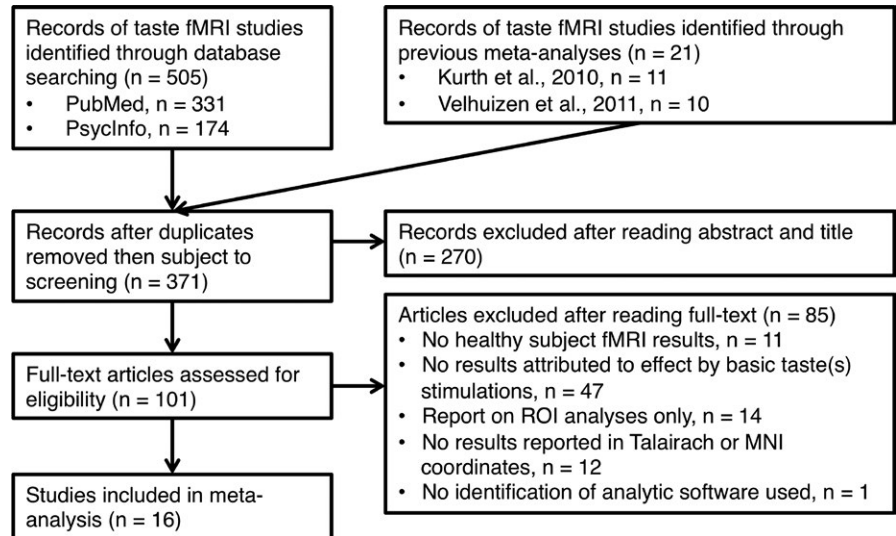 Records of taste fMRI studies
identified through database
searching (n = 505)
• PubMed, n = 331
• PsycInfo, n = 174
Records of taste fMRI studies identified through
previous meta-analyses (n = 21)
• Kurth et al., 2010, n = 11
• Velhuizen et al., 2011, n = 10
Records after duplicates
removed then subject to
screening (n = 371)
Records excluded after reading abstract and title
(n = 270)
Full-text articles assessed for
eligibility (n = 101)
Articles excluded after reading full-text (n = 85)
• No healthy subject fMRI results, n = 11
• No results attributed to effect by basic taste(s)
stimulations, n = 47
• Report on ROI analyses only, n = 14
• No results reported in Talairach or MNI
coordinates, n = 12
• No identification of analytic software used, n = 1
Studies included in meta-
analysis (n = 16)